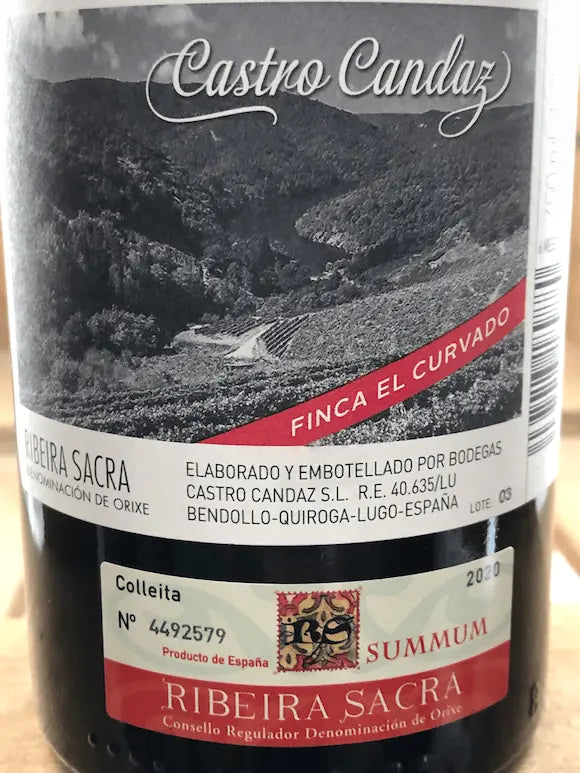 Castro Candaz
FINCA EL CURVADO
RIBEIRA SACRA
DENOMINACIÓN DE ORIXE
ELABORADO Y EMBOTELLADO POR BODEGAS
CASTRO CANDAZ S.L. R.E. 40.635/LU
BENDOLLO-QUIROGA-LUGO-ESPAÑA
LOTE: 03
750 ml
Colleita
2020
Nº 4492579
RS
SUMMUM
Producto de España
RIBEIRA SACRA
Consello Regulador Denominación de Orixe